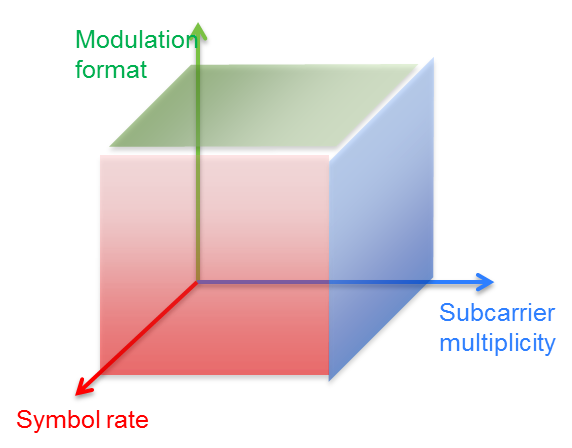 Modulation
format
Subcarrier
multiplicity
Symbol rate